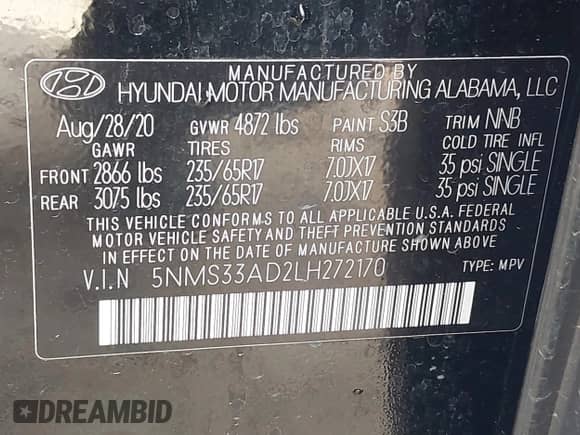 MANUFACTURED BY
HYUNDAI MOTOR MANUFACTURING ALABAMA, LLC
Aug/28/20 GVWR 4872 lbs PAINT S3B TRIM NNB
GAWR TIRES RIMS COLD TIRE INFL
FRONT 2866 lbs 235/65R17 7.0JX17 35 psi SINGLE
REAR 3075 lbs 235/65R17 7.0JX17 35 psi SINGLE
THIS VEHICLE CONFORMS TO ALL APPLICABLE U.S.A. FEDERAL
MOTOR VEHICLE SAFETY AND THEFT PREVENTION STANDARDS
IN EFFECT ON THE DATE OF MANUFACTURE SHOWN ABOVE
V.I.N 5NMS33AD2LH272170 TYPE: MPV
DREAMBID